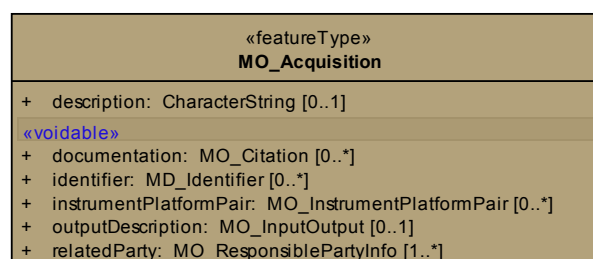 «featureType»
MO_Acquisition
+ description: CharacterString [0..1]
«voidable»
+ documentation: MO_Citation [0..*]
+ identifier: MD_Identifier [0..*]
+ instrumentPlatformPair: MO_InstrumentPlatformPair [0..*]
+ outputDescription: MO_InputOutput [0..1]
+ relatedParty: MO_ResponsiblePartyInfo [1..*]